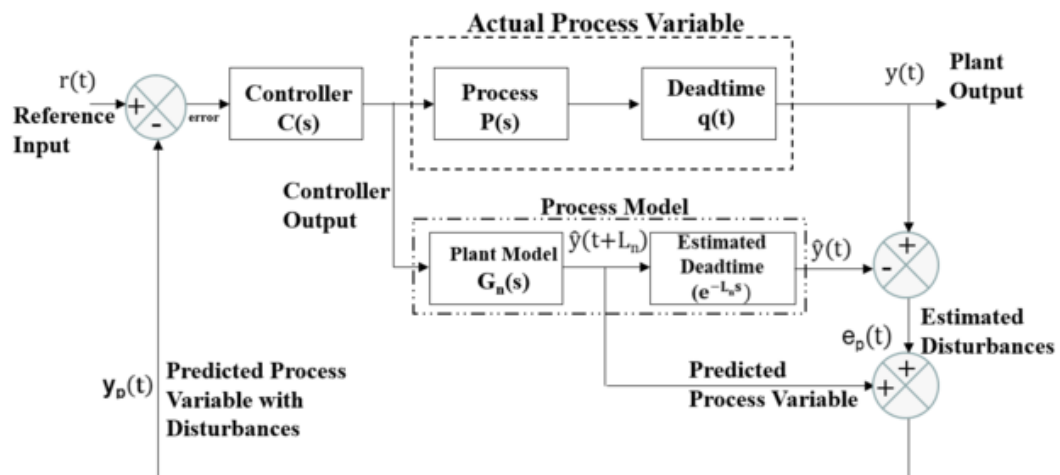 Actual Process Variable
r(t)
Reference
Input
+
-
error
Controller
C(s)
Process
P(s)
Deadtime
q(t)
y(t)
Plant
Output
Controller
Output
Process Model
Plant Model
Gₙ(s)
ŷ(t+Lₙ)
Estimated
Deadtime
(e⁻ᴸₙˢ)
ŷ(t)
+
-
Estimated
Disturbances
eₚ(t)
+
+
Predicted
Process Variable
yₚ(t)
Predicted Process
Variable with
Disturbances